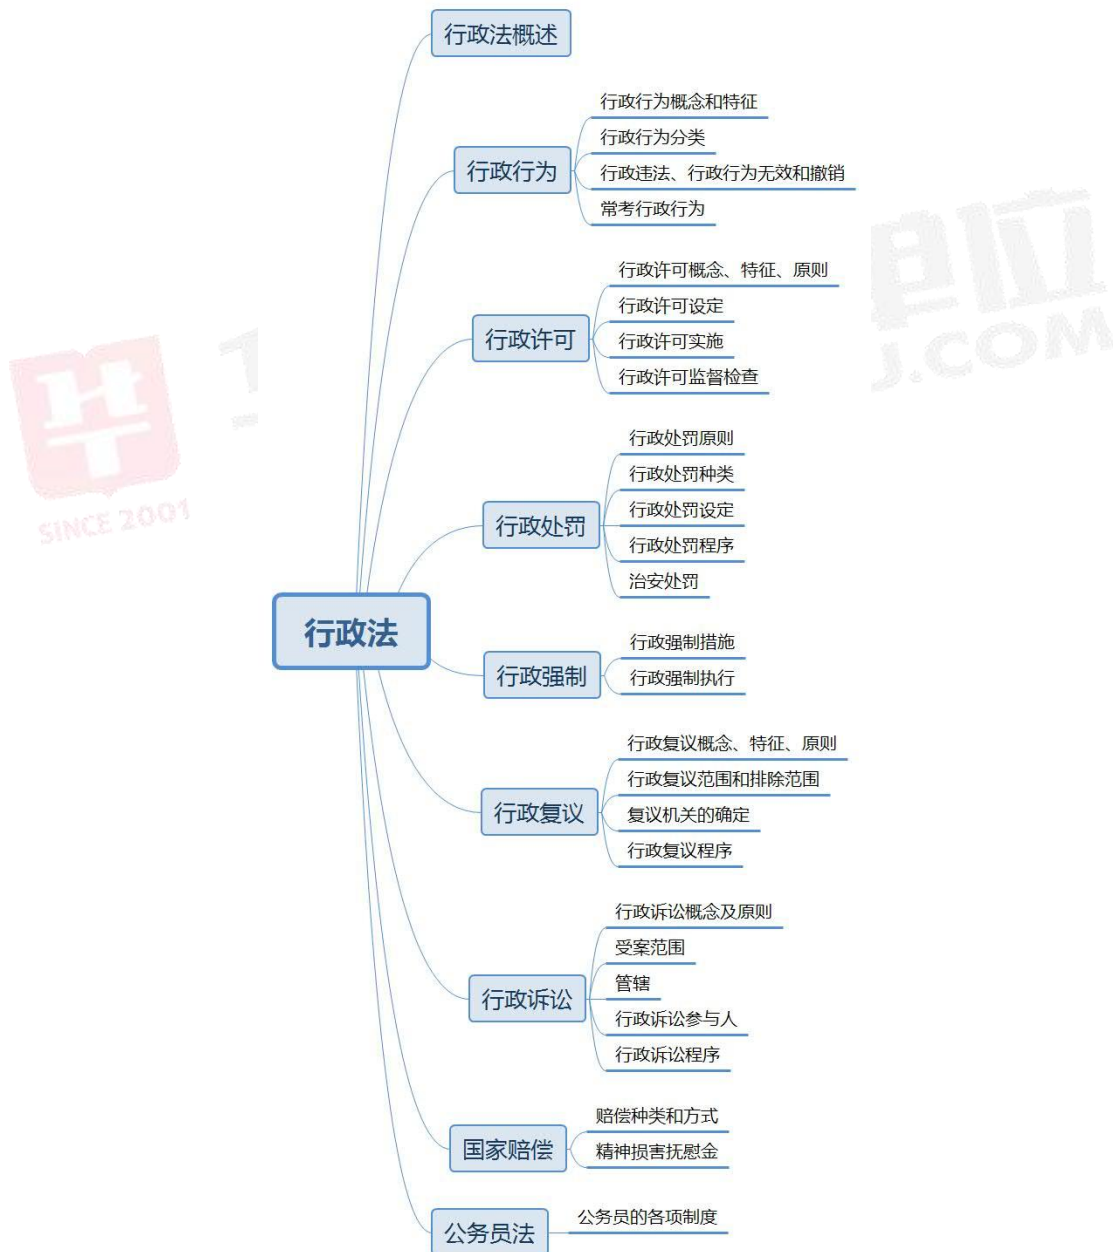 行政法概述
行政行为概念和特征
行政行为分类
行政行为
行政违法、行政行为无效和撤销
常考行政行为
行政许可概念、特征、原则
行政许可设定
行政许可
行政许可实施
行政许可监督检查
行政处罚原则
行政处罚种类
行政处罚设定
行政处罚
行政处罚程序
治安处罚
行政法
行政强制措施
行政强制
行政强制执行
行政复议概念、特征、原则
行政复议范围和排除范围
行政复议
复议机关的确定
行政复议程序
行政诉讼概念及原则
受案范围
管辖
行政诉讼
行政诉讼参与人
行政诉讼程序
赔偿种类和方式
国家赔偿
精神损害抚慰金
公务员的各项制度
公务员法
HT
SINCE 2001
J.COM